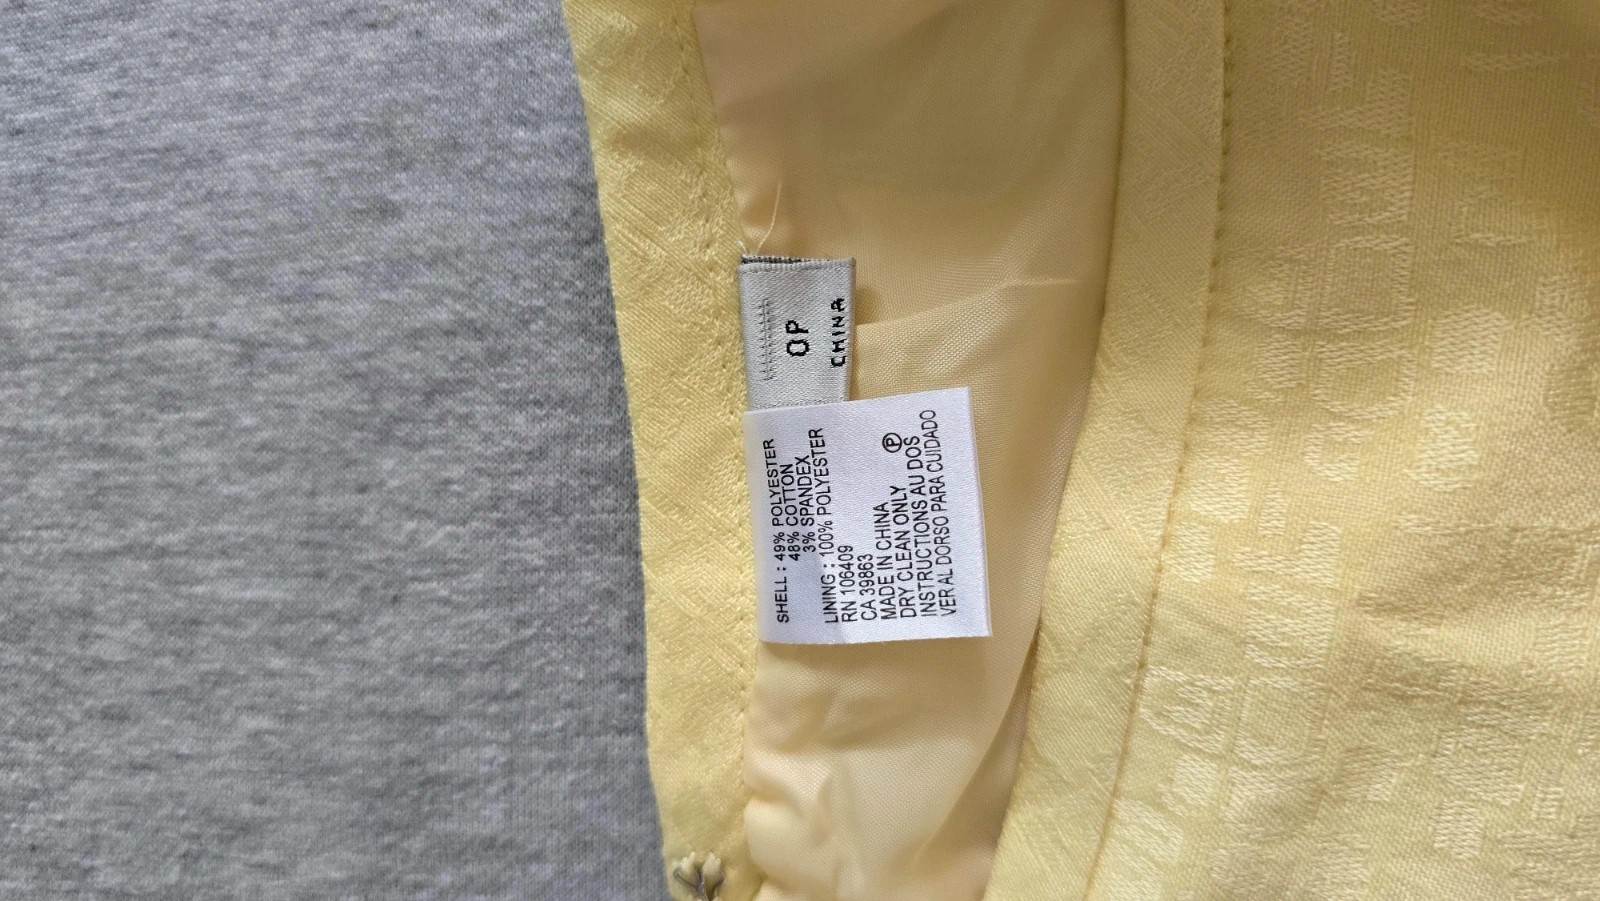 0P
CHINA
SHELL : 49% POLYESTER
48% COTTON
3% SPANDEX
LINING : 100% POLYESTER
RN 106409
CA 39863
MADE IN CHINA
DRY CLEAN ONLY Ⓟ
INSTRUCTIONS AU DOS
VER AL DORSO PARA CUIDADO